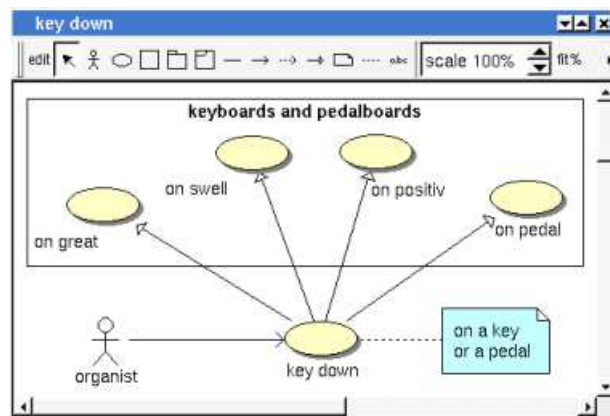 key down
edit
abc
scale 100%
fit%
keyboards and pedalboards
on swell
on positiv
on great
on pedal
organist
key down
on a key
or a pedal